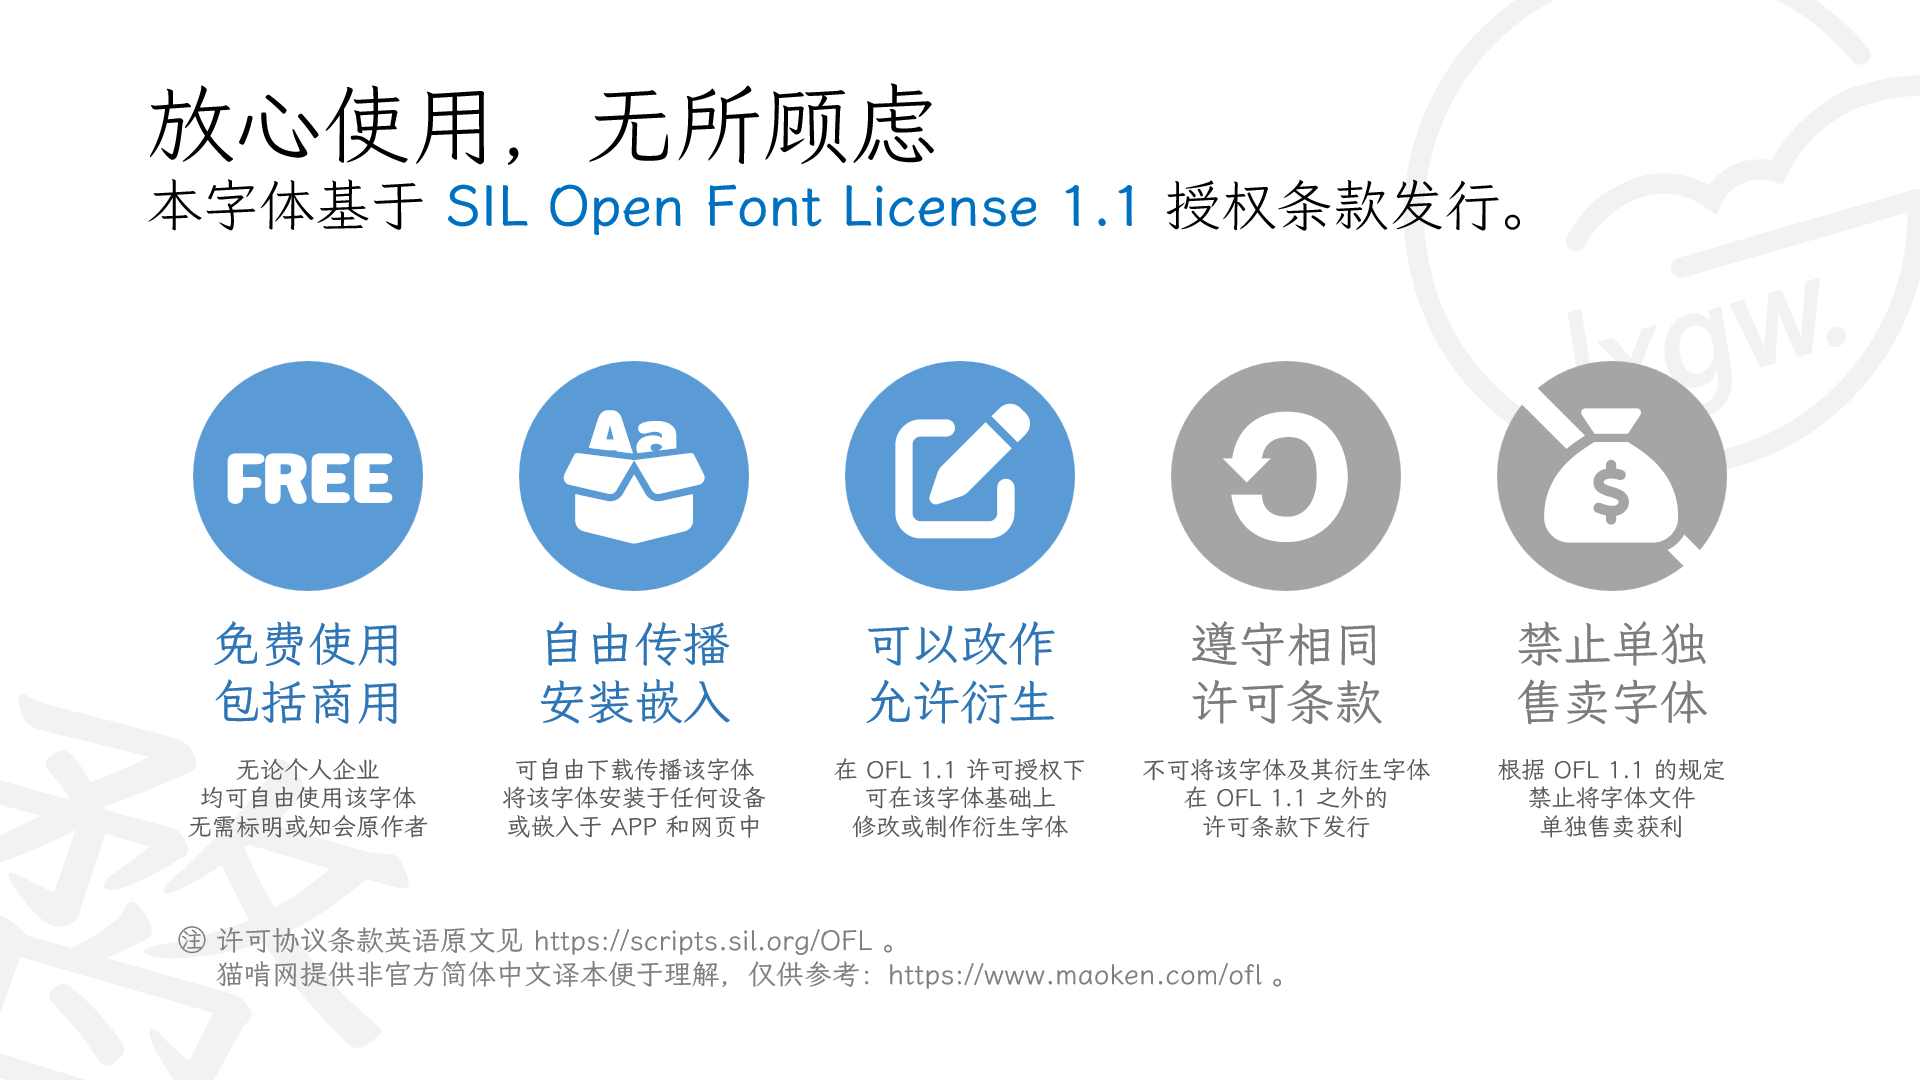 放心使用，无所顾虑
本字体基于 SIL Open Font License 1.1 授权条款发行。
lxgw.
FREE
Aa
$
免费使用
包括商用
无论个人企业
均可自由使用该字体
无需标明或知会原作者
自由传播
安装嵌入
可自由下载传播该字体
将该字体安装于任何设备
或嵌入于 APP 和网页中
可以改作
允许衍生
在 OFL 1.1 许可授权下
可在该字体基础上
修改或制作衍生字体
遵守相同
许可条款
不可将该字体及其衍生字体
在 OFL 1.1 之外的
许可条款下发行
禁止单独
售卖字体
根据 OFL 1.1 的规定
禁止将字体文件
单独售卖获利
㊟ 许可协议条款英语原文见 https://scripts.sil.org/OFL 。
猫啃网提供非官方简体中文译本便于理解，仅供参考：https://www.maoken.com/ofl 。